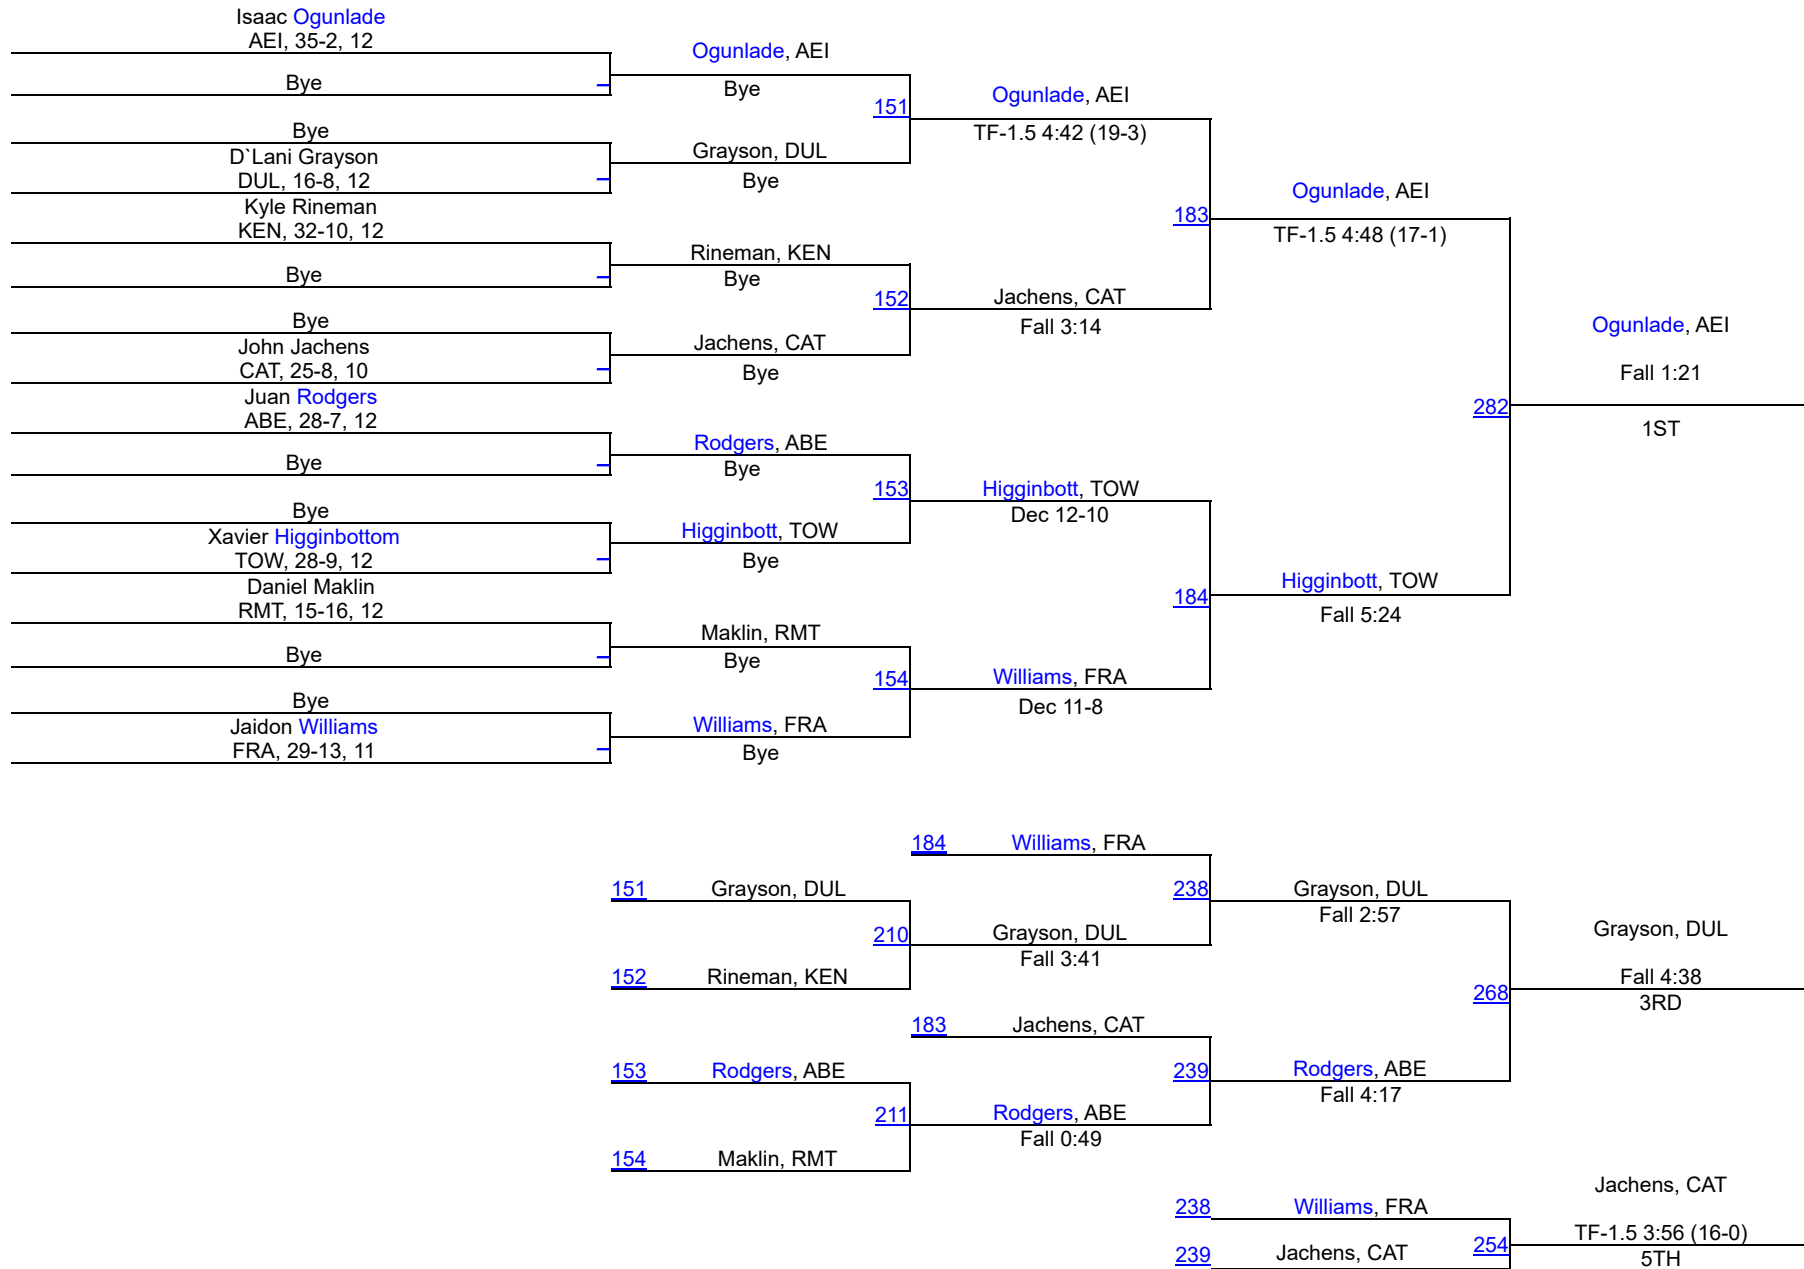 Isaac Ogunlade
AEI, 35-2, 12
Bye
Bye
D`Lani Grayson
DUL, 16-8, 12
Kyle Rineman
KEN, 32-10, 12
Bye
Bye
John Jachens
CAT, 25-8, 10
Juan Rodgers
ABE, 28-7, 12
Bye
Bye
Xavier Higginbottom
TOW, 28-9, 12
Daniel Maklin
RMT, 15-16, 12
Bye
Bye
Jaidon Williams
FRA, 29-13, 11
Ogunlade, AEI
Bye
151
Grayson, DUL
Bye
Rineman, KEN
Bye
152
Jachens, CAT
Bye
Rodgers, ABE
Bye
153
Higginbott, TOW
Bye
Maklin, RMT
Bye
154
Williams, FRA
Bye
Ogunlade, AEI
TF-1.5 4:42 (19-3)
183
Jachens, CAT
Fall 3:14
Higginbott, TOW
Dec 12-10
184
Williams, FRA
Dec 11-8
Ogunlade, AEI
TF-1.5 4:48 (17-1)
282
Higginbott, TOW
Fall 5:24
Ogunlade, AEI
Fall 1:21
1ST
184 Williams, FRA
151 Grayson, DUL
238
210
Grayson, DUL
Fall 3:41
152 Rineman, KEN
183 Jachens, CAT
153 Rodgers, ABE
239
211
Rodgers, ABE
Fall 0:49
154 Maklin, RMT
Grayson, DUL
Fall 2:57
268
Rodgers, ABE
Fall 4:17
Grayson, DUL
Fall 4:38
3RD
238 Williams, FRA
239 Jachens, CAT
254
Jachens, CAT
TF-1.5 3:56 (16-0)
5TH